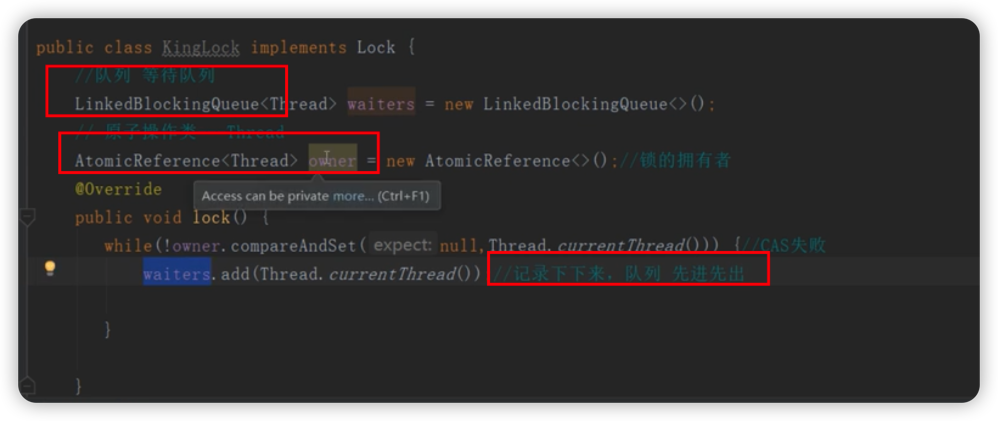 public class KingLock implements Lock {
//队列 等待队列
LinkedBlockingQueue<Thread> waiters = new LinkedBlockingQueue<>();
// 原子操作类 Thread
AtomicReference<Thread> owner = new AtomicReference<>();//锁的拥有者
@Override
Access can be private more... (Ctrl+F1)
public void lock() {
while(!owner.compareAndSet( expect: null,Thread.currentThread())) {//CAS失败
waiters.add(Thread.currentThread()) //记录下下来, 队列 先进先出
}
}